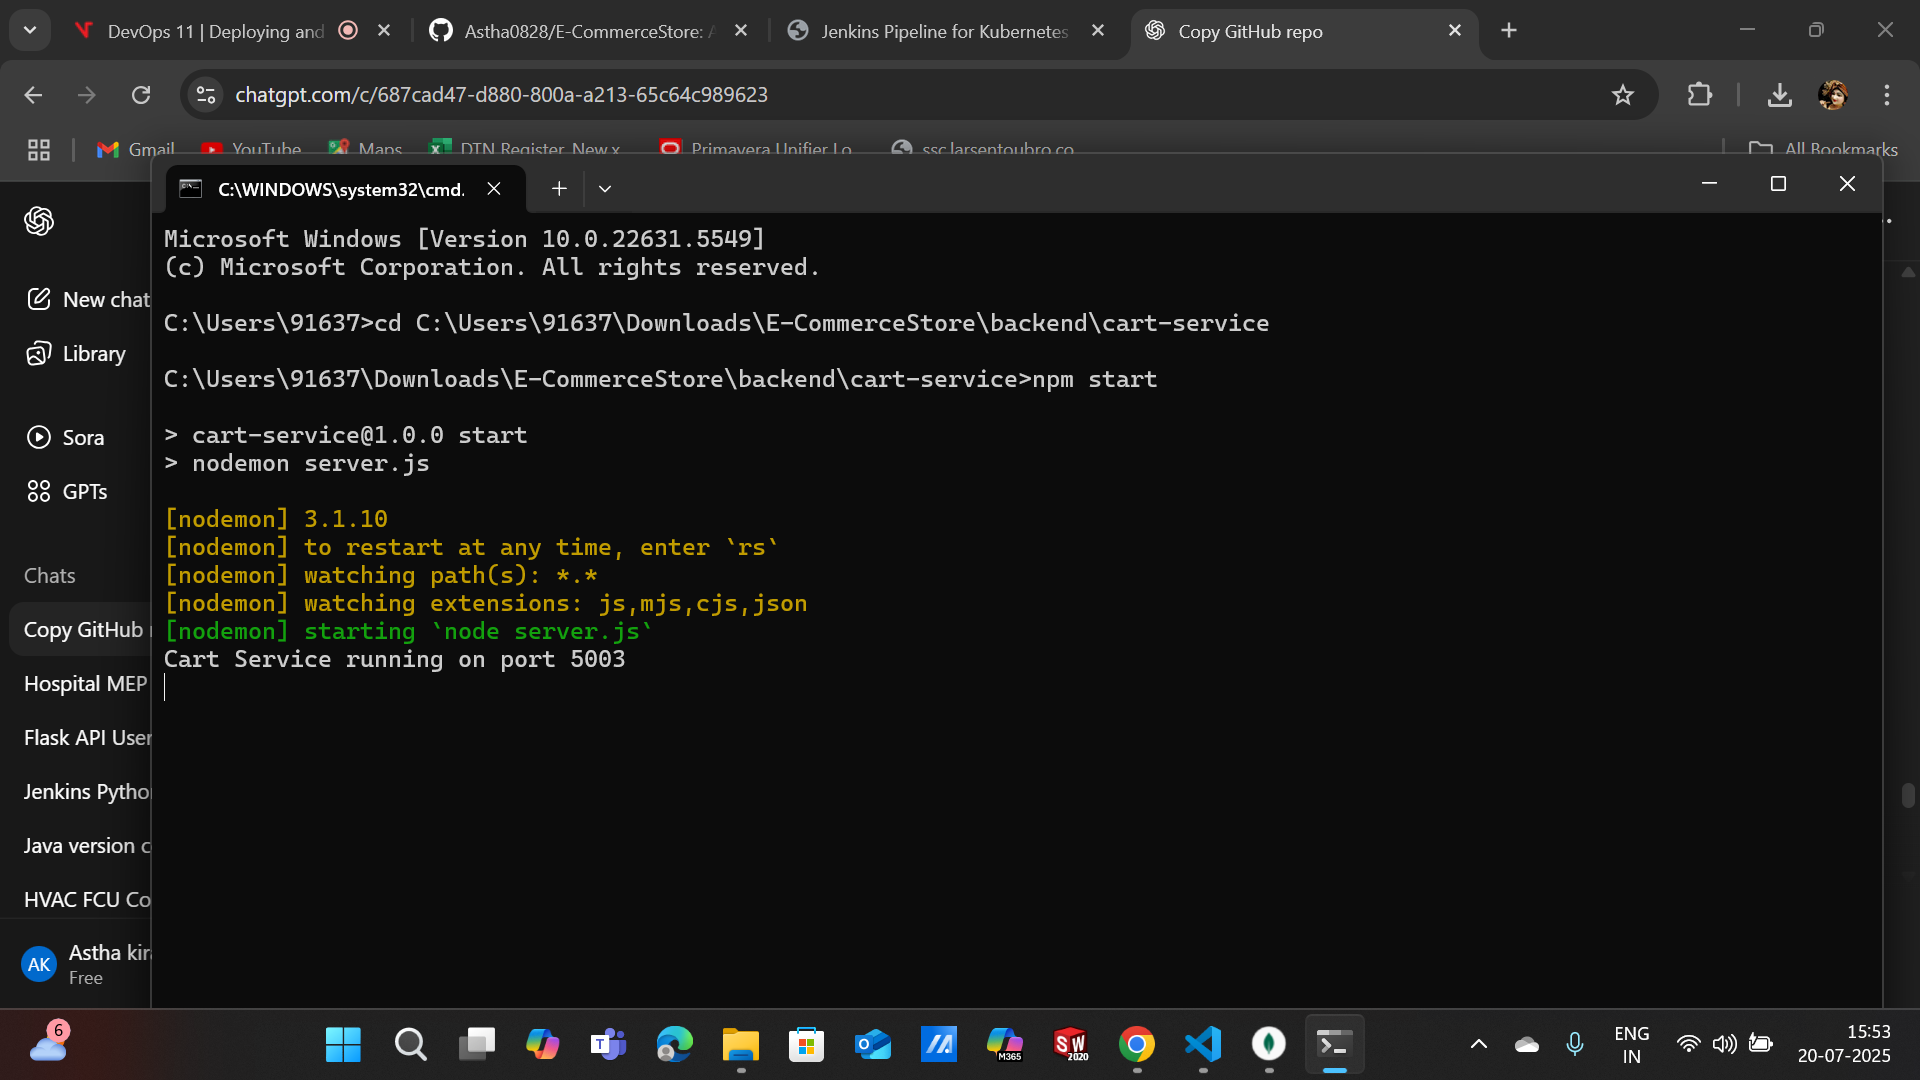 DevOps 11 | Deploying and
Astha0828/E-CommerceStore: A
Jenkins Pipeline for Kubernetes
Copy GitHub repo
chatgpt.com/c/687cad47-d880-800a-a213-65c64c989623
Gmail
YouTube
Maps
DTN Register_New.x
Primavera Unifier Lo
ssc.larsentoubro.co
All Bookmarks
C:\WINDOWS\system32\cmd.
Microsoft Windows [Version 10.0.22631.5549]
(c) Microsoft Corporation. All rights reserved.
C:\Users\91637>cd C:\Users\91637\Downloads\E-CommerceStore\backend\cart-service
C:\Users\91637\Downloads\E-CommerceStore\backend\cart-service>npm start
> cart-service@1.0.0 start
> nodemon server.js
[nodemon] 3.1.10
[nodemon] to restart at any time, enter `rs`
[nodemon] watching path(s): *.*
[nodemon] watching extensions: js,mjs,cjs,json
[nodemon] starting `node server.js`
Cart Service running on port 5003
New chat
Library
Sora
GPTs
Chats
Copy GitHub
Hospital MEP
Flask API User
Jenkins Pytho
Java version c
HVAC FCU Co
AK
Astha kira
Free
6
M365
SW
2020
ENG
IN
15:53
20-07-2025